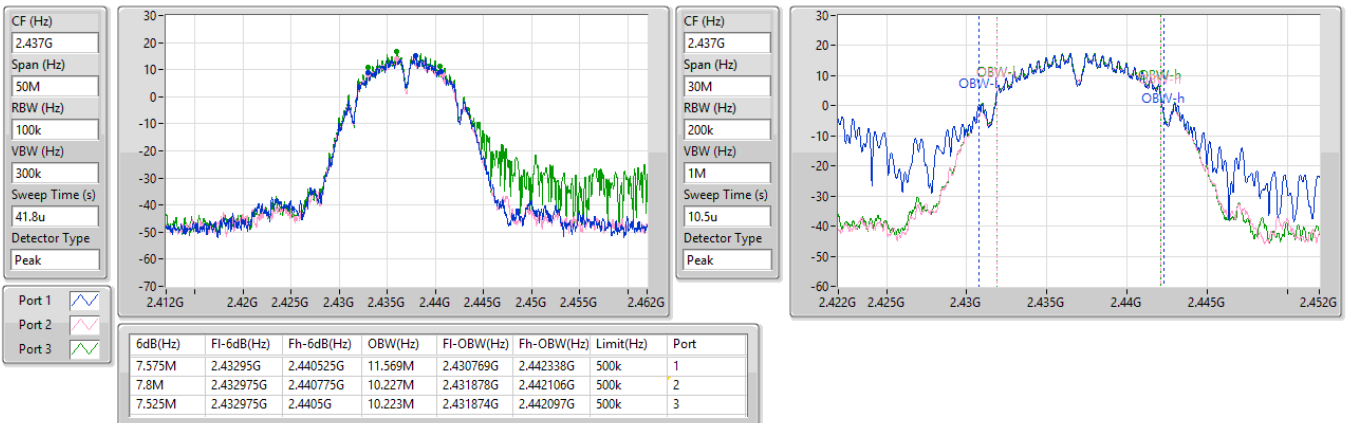 CF (Hz)
2.437G
Span (Hz)
50M
RBW (Hz)
100k
VBW (Hz)
300k
Sweep Time (s)
41.8u
Detector Type
Peak
30
20
10
0
-10
-20
-30
-40
-50
-60
-70
2.412G 2.42G 2.425G 2.43G 2.435G 2.44G 2.445G 2.45G 2.455G 2.462G
CF (Hz)
2.437G
Span (Hz)
30M
RBW (Hz)
200k
VBW (Hz)
1M
Sweep Time (s)
10.5u
Detector Type
Peak
30
20
10
0
-10
-20
-30
-40
-50
-60
OBW-L OBW-h
OBW-L OBW-h
2.422G 2.425G 2.43G 2.435G 2.44G 2.445G 2.452G
Port 1
Port 2
Port 3
6dB(Hz) Fl-6dB(Hz) Fh-6dB(Hz) OBW(Hz) Fl-OBW(Hz) Fh-OBW(Hz) Limit(Hz) Port
7.575M 2.43295G 2.440525G 11.569M 2.430769G 2.442338G 500k 1
7.8M 2.432975G 2.440775G 10.227M 2.431878G 2.442106G 500k 2
7.525M 2.432975G 2.4405G 10.223M 2.431874G 2.442097G 500k 3